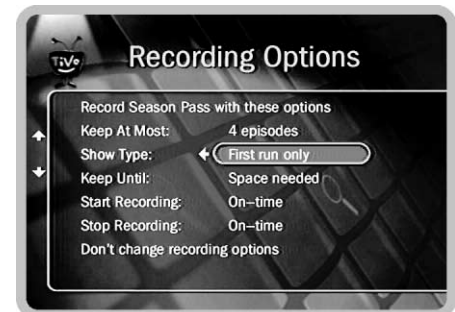 TiVo
Recording Options
Record Season Pass with these options
Keep At Most: 4 episodes
Show Type: First run only
Keep Until: Space needed
Start Recording: On–time
Stop Recording: On–time
Don't change recording options